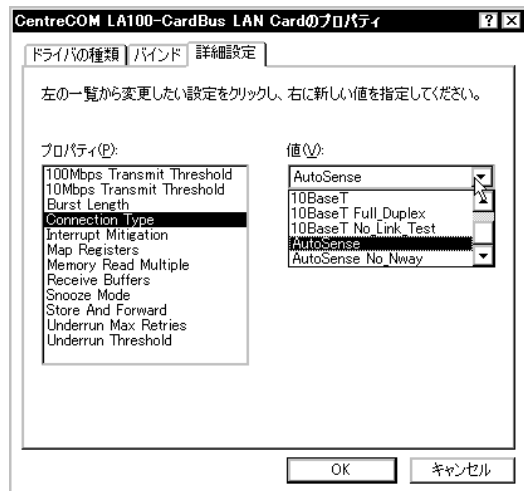 CentreCOM LA100-CardBus LAN Cardのプロパティ
ドライバの種類 バインド 詳細設定
左の一覧から変更したい設定をクリックし、右に新しい値を指定してください。
プロパティ(P):
100Mbps Transmit Threshold
10Mbps Transmit Threshold
Burst Length
Connection Type
Interrupt Mitigation
Map Registers
Memory Read Multiple
Receive Buffers
Snooze Mode
Store And Forward
Underrun Max Retries
Underrun Threshold
値(V):
AutoSense
10BaseT
10BaseT Full_Duplex
10BaseT No_Link_Test
AutoSense
AutoSense No_Nway
OK キャンセル